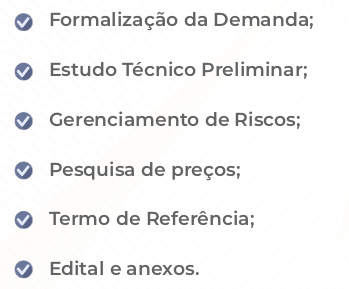 Formalização da Demanda;
Estudo Técnico Preliminar;
Gerenciamento de Riscos;
Pesquisa de preços;
Termo de Referência;
Edital e anexos.